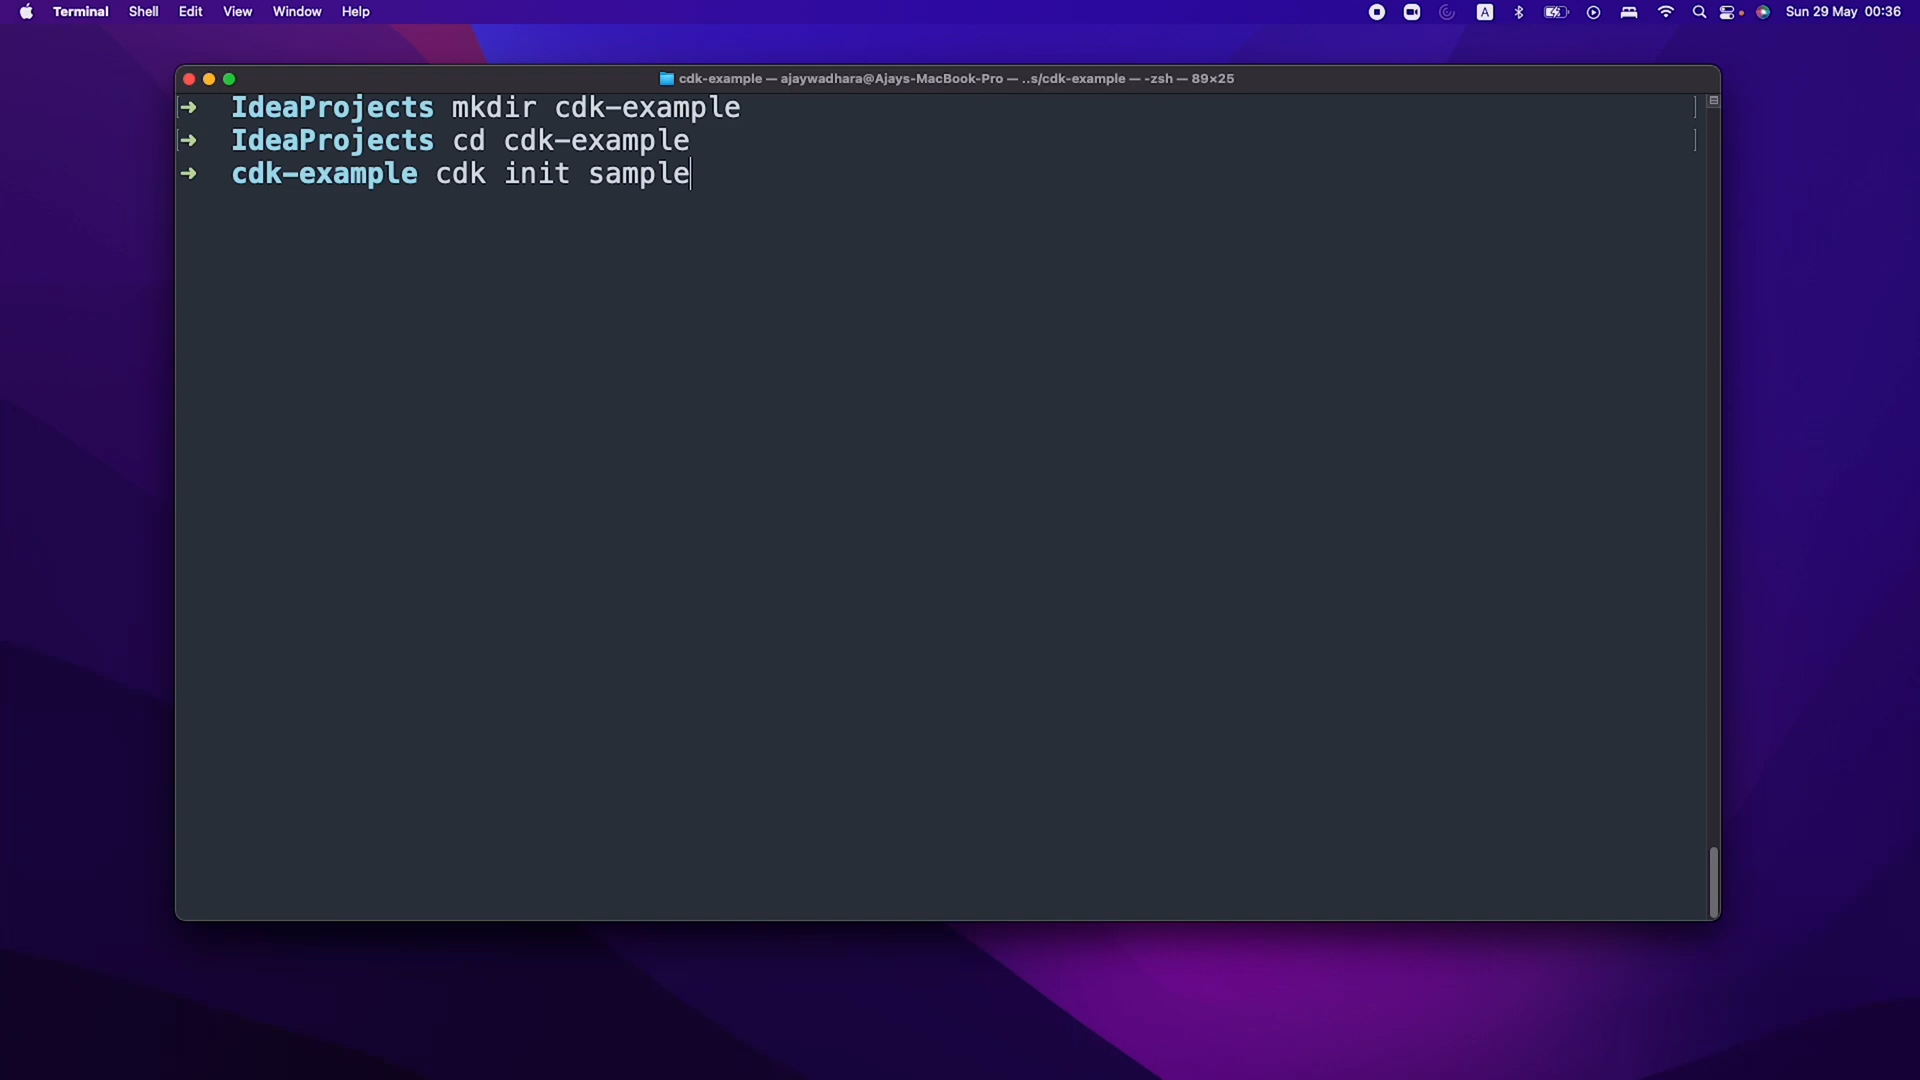 Terminal Shell Edit View Window Help A Sun 29 May 00:36
cdk-example — ajaywadhara@Ajays-MacBook-Pro — ..s/cdk-example — -zsh — 89×25
[➜ IdeaProjects mkdir cdk-example ]
[➜ IdeaProjects cd cdk-example ]
➜ cdk-example cdk init sample